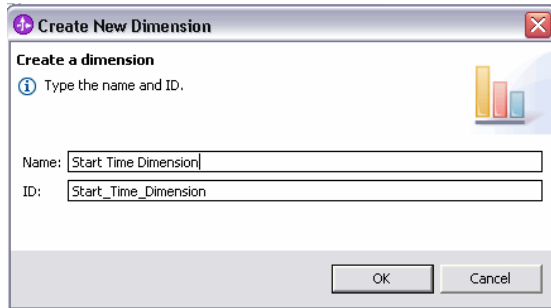 Create New Dimension
Create a dimension
Type the name and ID.
Name: Start Time Dimension
ID: Start_Time_Dimension
OK Cancel